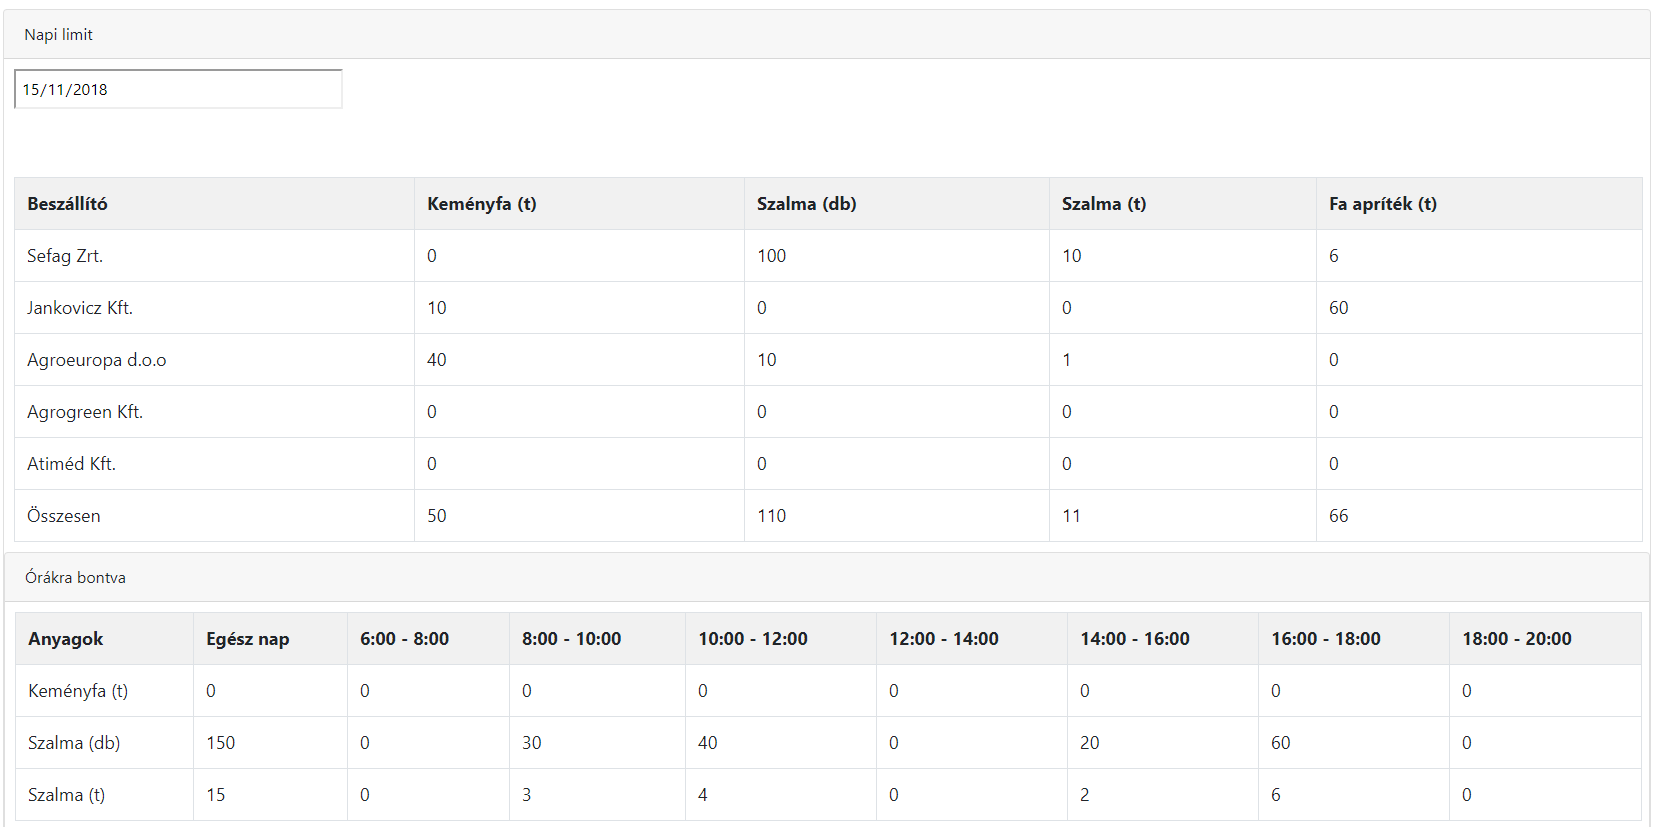 Napi limit
15/11/2018
Beszállító Keményfa (t) Szalma (db) Szalma (t) Fa apríték (t)
Sefag Zrt. 0 100 10 6
Jankovicz Kft. 10 0 0 60
Agroeuropa d.o.o 40 10 1 0
Agrogreen Kft. 0 0 0 0
Atiméd Kft. 0 0 0 0
Összesen 50 110 11 66
Órákra bontva
Anyagok Egész nap 6:00 - 8:00 8:00 - 10:00 10:00 - 12:00 12:00 - 14:00 14:00 - 16:00 16:00 - 18:00 18:00 - 20:00
Keményfa (t) 0 0 0 0 0 0 0 0
Szalma (db) 150 0 30 40 0 20 60 0
Szalma (t) 15 0 3 4 0 2 6 0